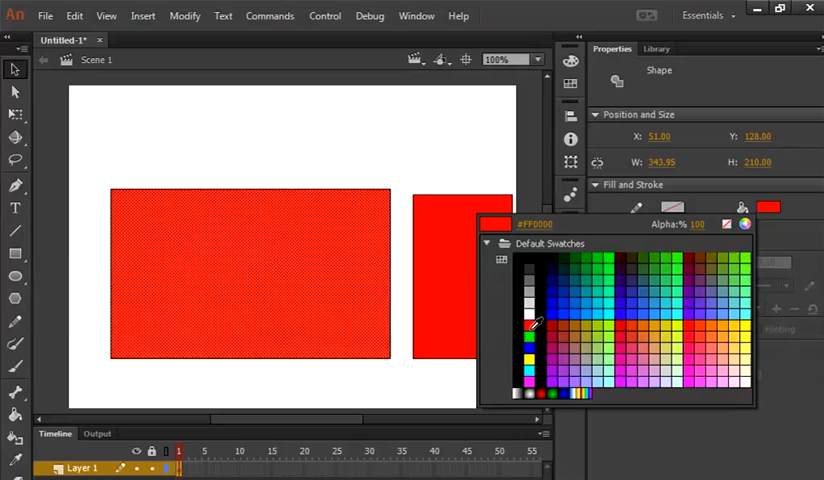 An File Edit View Insert Modify Text Commands Control Debug Window Help Essentials
Untitled-1* ×
Scene 1 100%
Properties Library
Shape
Position and Size
X: 51.00 Y: 128.00
W: 343.95 H: 210.00
Fill and Stroke
#FF0000 Alpha:% 100
Default Swatches
Timeline Output
1 5 10 15 20 25 30 35 40 45 50 55
Layer 1